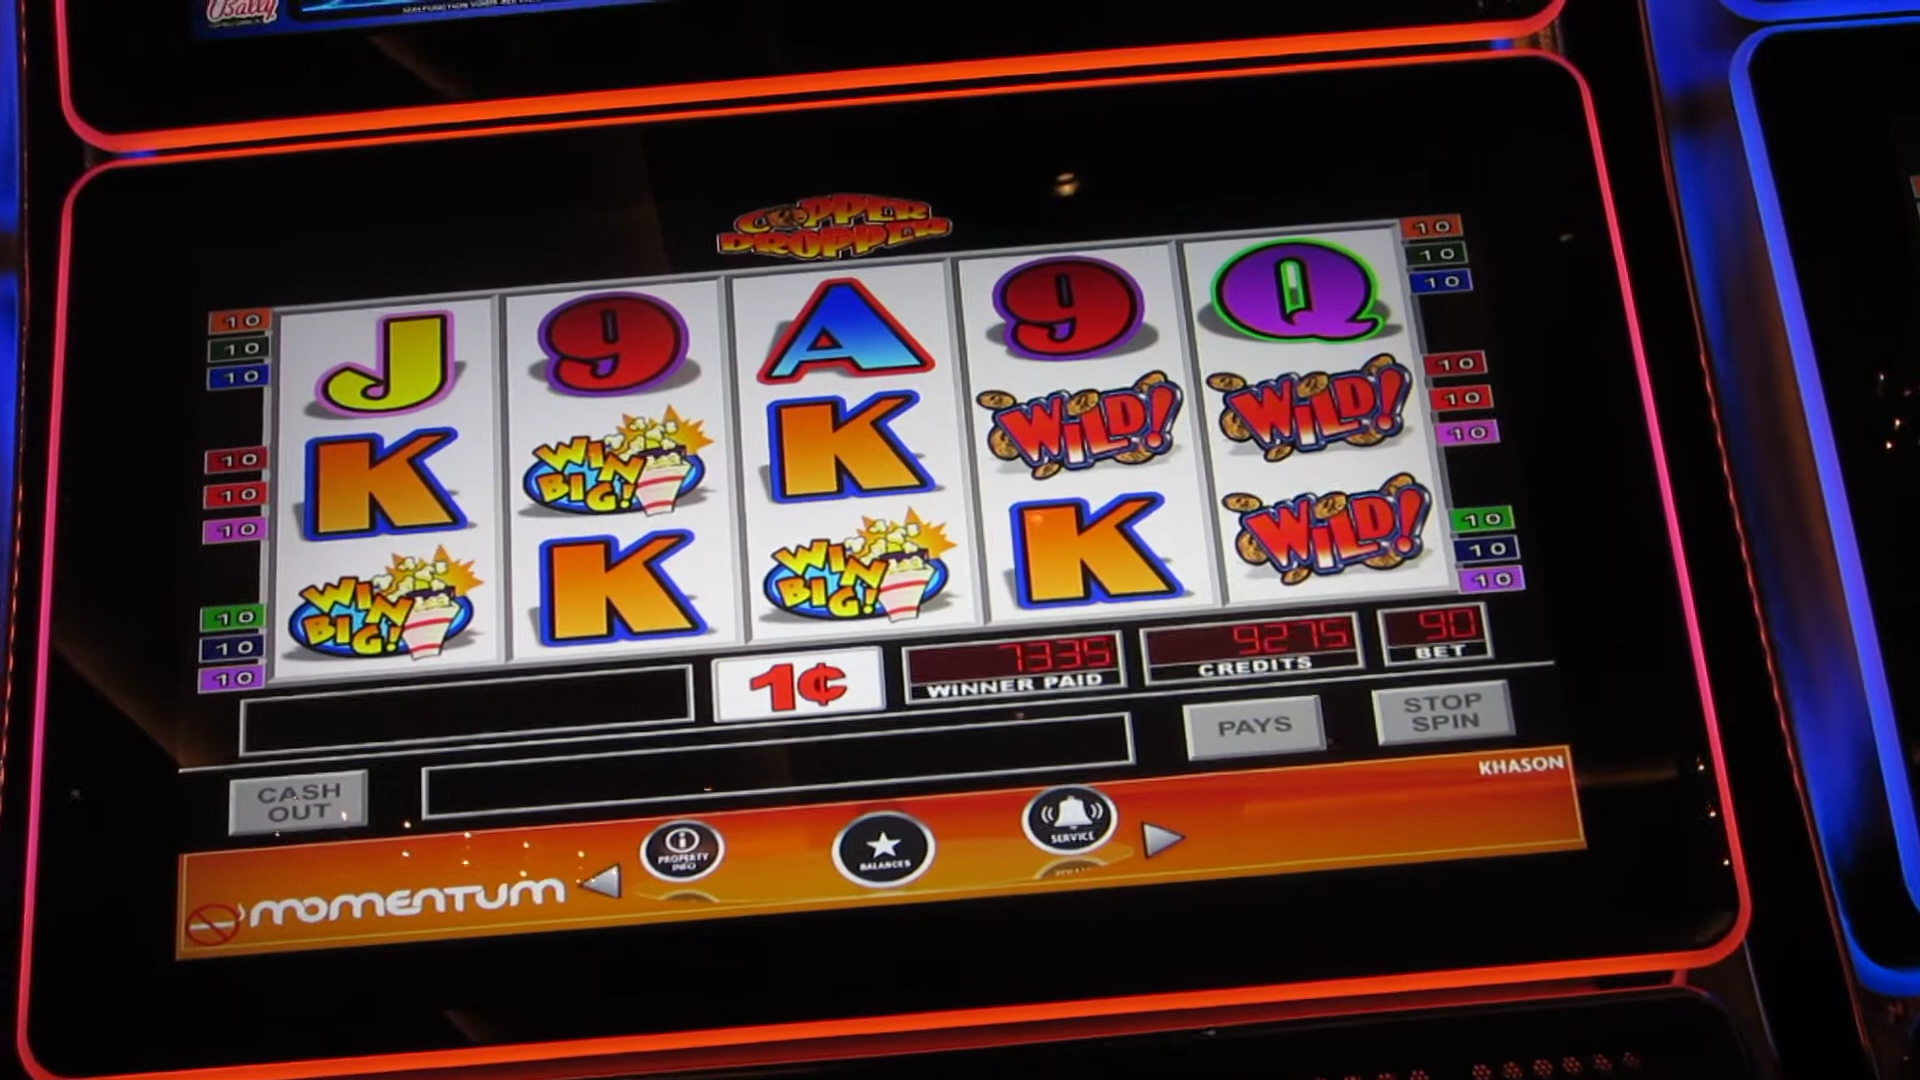 Bally
COPPER
DROPPER
10
10
10
10
10
10
10
10
10
J 9 A 9 Q
K WIN BIG! K WILD! WILD!
WIN BIG! K WIN BIG! K WILD!
10
10
10
10
10
10
10
10
10
1¢
7335
WINNER PAID
9275
CREDITS
90
BET
PAYS
STOP
SPIN
CASH
OUT
KHASON
MOMENTUM
PROPERTY
INFO
BALANCES
SERVICE